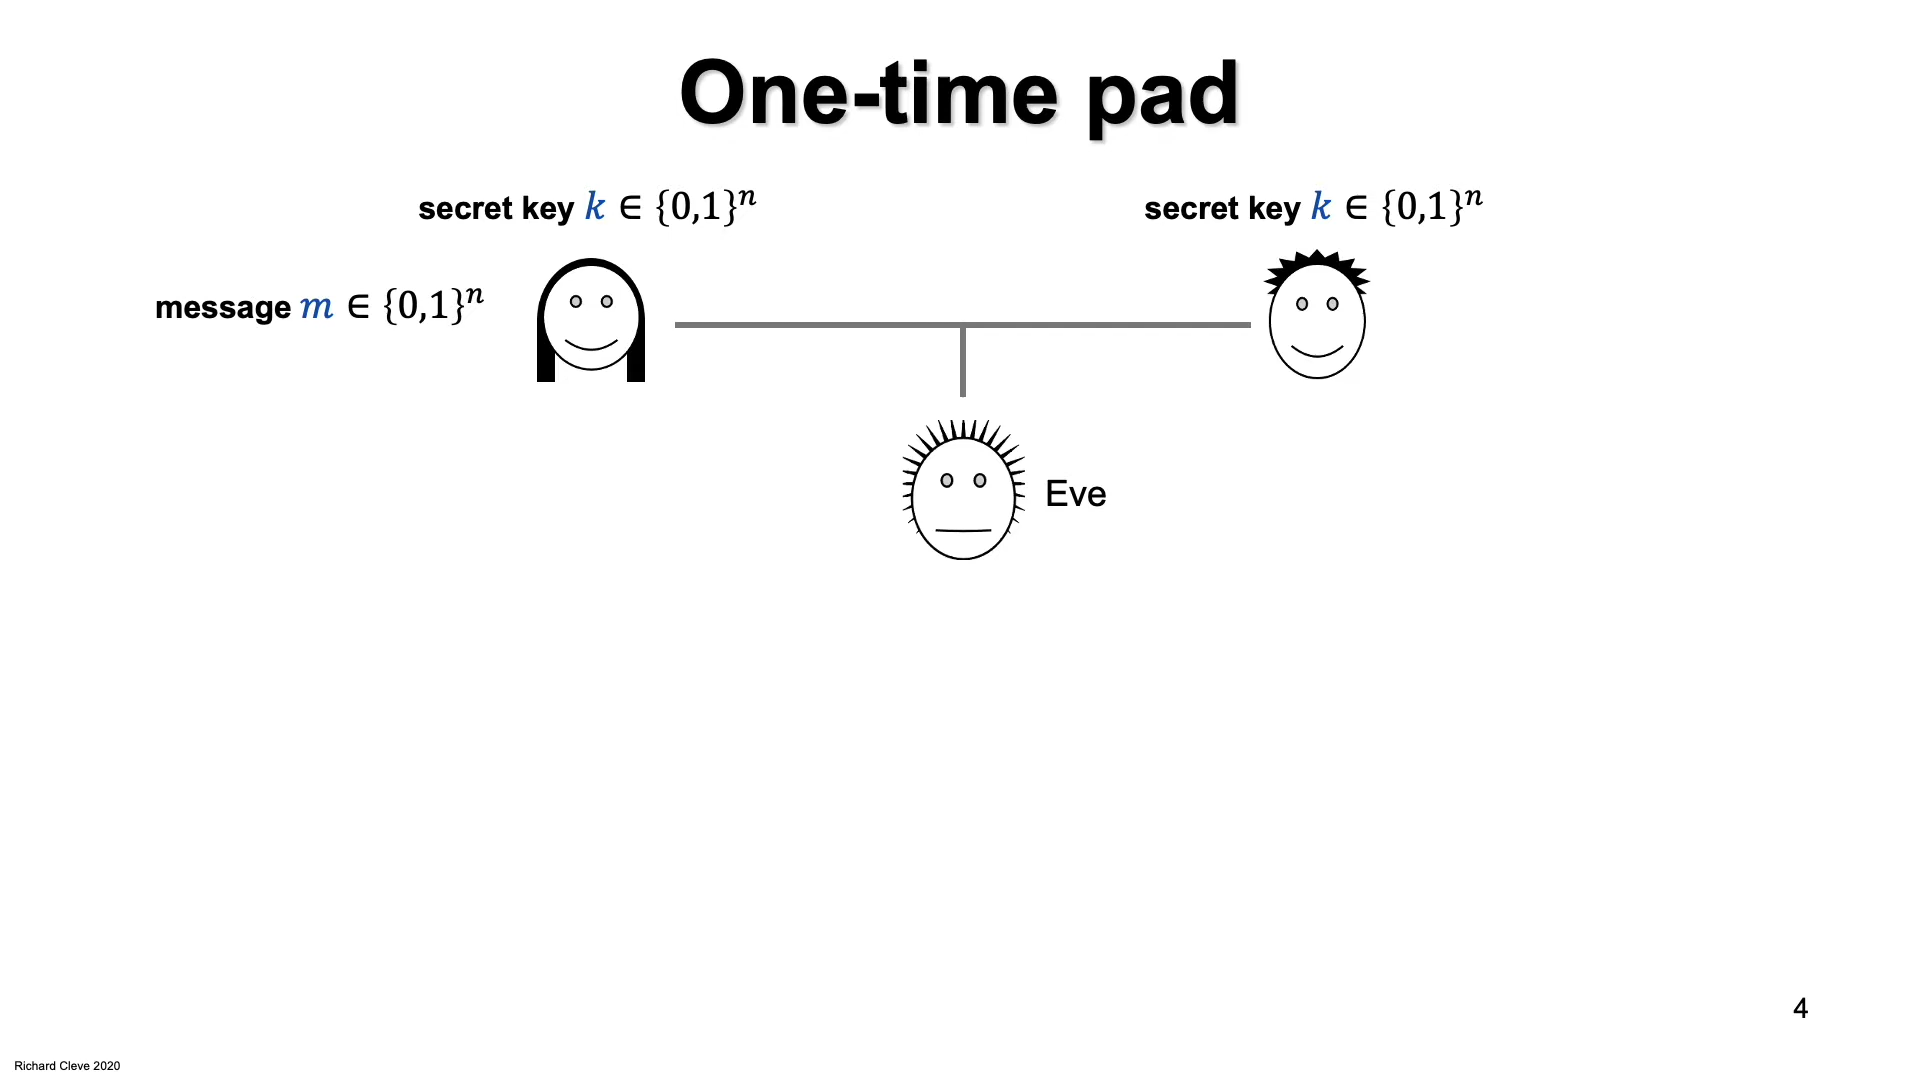 One-time pad
secret key k ∈ {0,1}ⁿ
secret key k ∈ {0,1}ⁿ
message m ∈ {0,1}ⁿ
Eve
4
Richard Cleve 2020